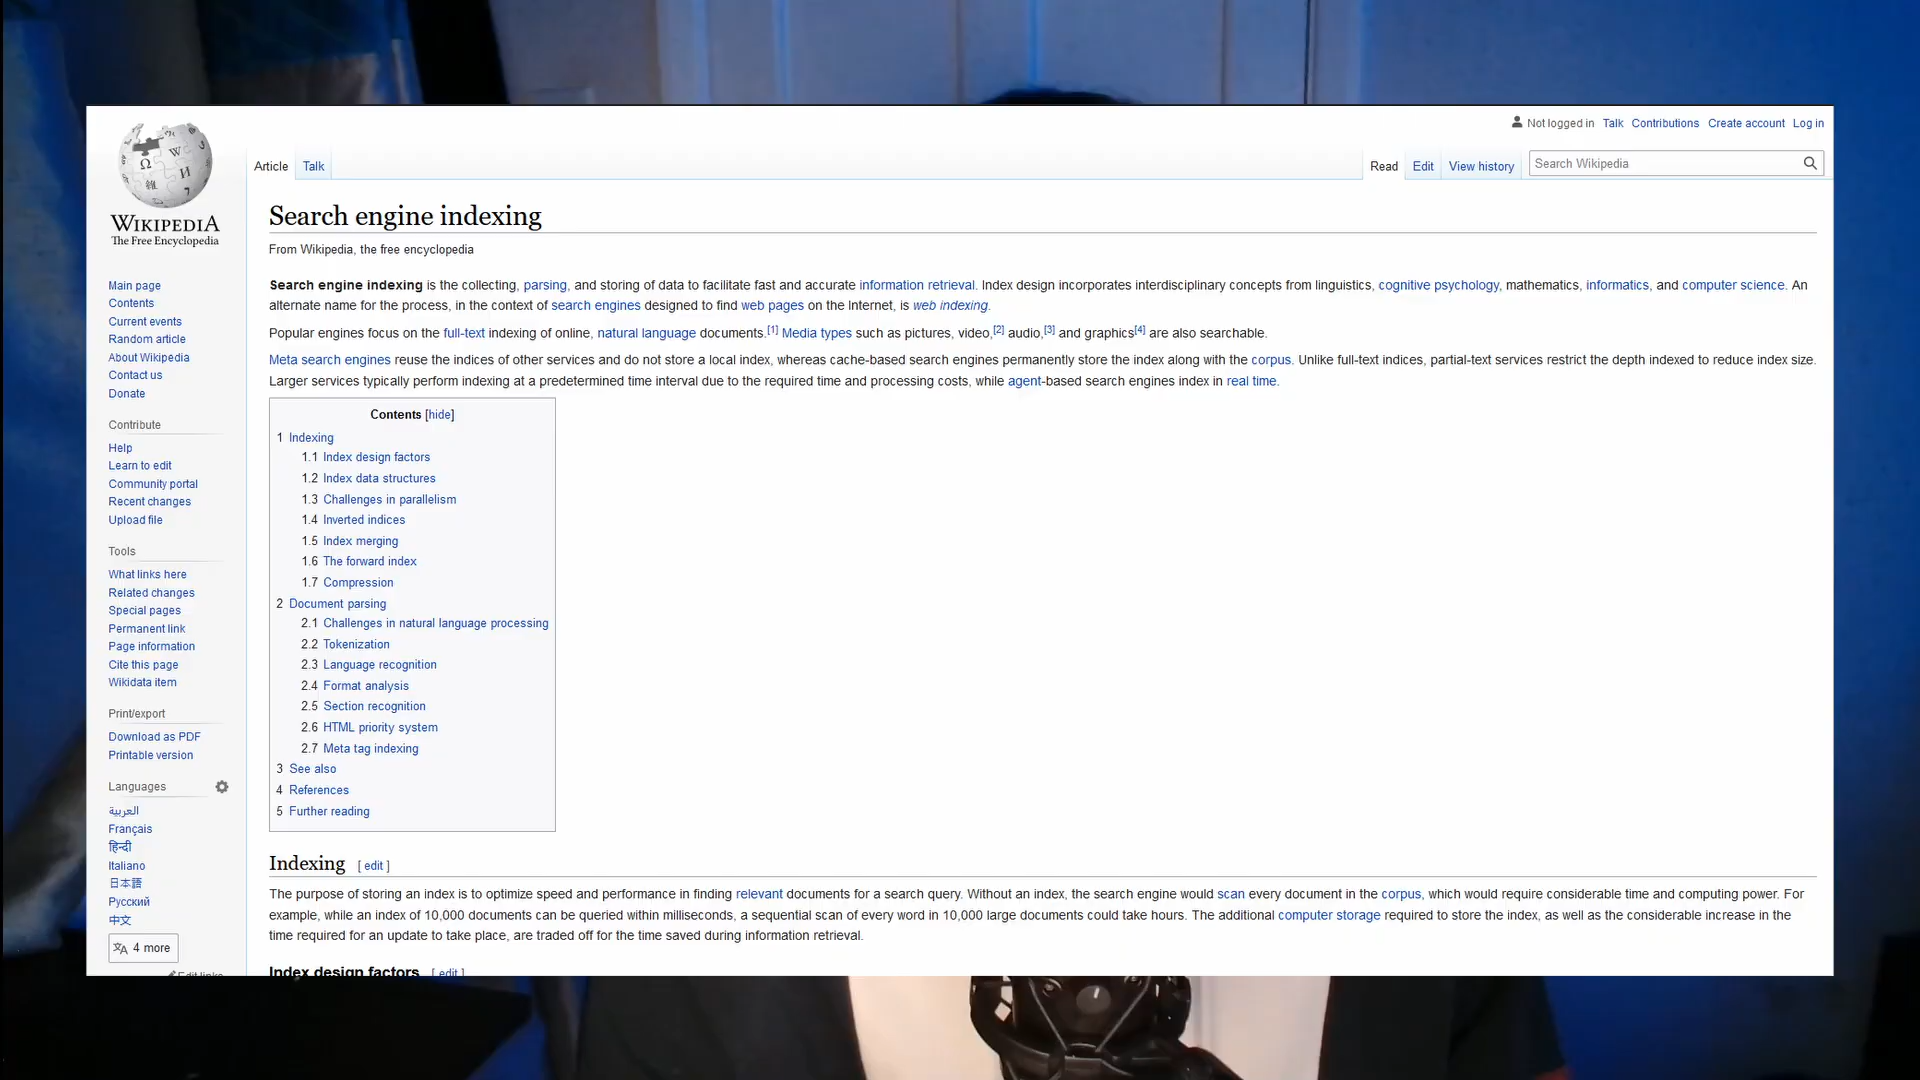 Not logged in Talk Contributions Create account Log in
Article Talk Read Edit View history Search Wikipedia
WIKIPEDIA
The Free Encyclopedia
Main page
Contents
Current events
Random article
About Wikipedia
Contact us
Donate
Contribute
Help
Learn to edit
Community portal
Recent changes
Upload file
Tools
What links here
Related changes
Special pages
Permanent link
Page information
Cite this page
Wikidata item
Print/export
Download as PDF
Printable version
Languages
العربية
Français
हिन्दी
Italiano
日本語
Русский
中文
4 more
Edit links
Search engine indexing
From Wikipedia, the free encyclopedia
Search engine indexing is the collecting, parsing, and storing of data to facilitate fast and accurate information retrieval. Index design incorporates interdisciplinary concepts from linguistics, cognitive psychology, mathematics, informatics, and computer science. An
alternate name for the process, in the context of search engines designed to find web pages on the Internet, is web indexing.
Popular engines focus on the full-text indexing of online, natural language documents.[1] Media types such as pictures, video,[2] audio,[3] and graphics[4] are also searchable.
Meta search engines reuse the indices of other services and do not store a local index, whereas cache-based search engines permanently store the index along with the corpus. Unlike full-text indices, partial-text services restrict the depth indexed to reduce index size.
Larger services typically perform indexing at a predetermined time interval due to the required time and processing costs, while agent-based search engines index in real time.
Contents [hide]
1 Indexing
1.1 Index design factors
1.2 Index data structures
1.3 Challenges in parallelism
1.4 Inverted indices
1.5 Index merging
1.6 The forward index
1.7 Compression
2 Document parsing
2.1 Challenges in natural language processing
2.2 Tokenization
2.3 Language recognition
2.4 Format analysis
2.5 Section recognition
2.6 HTML priority system
2.7 Meta tag indexing
3 See also
4 References
5 Further reading
Indexing [ edit ]
The purpose of storing an index is to optimize speed and performance in finding relevant documents for a search query. Without an index, the search engine would scan every document in the corpus, which would require considerable time and computing power. For
example, while an index of 10,000 documents can be queried within milliseconds, a sequential scan of every word in 10,000 large documents could take hours. The additional computer storage required to store the index, as well as the considerable increase in the
time required for an update to take place, are traded off for the time saved during information retrieval.
Index design factors [ edit ]